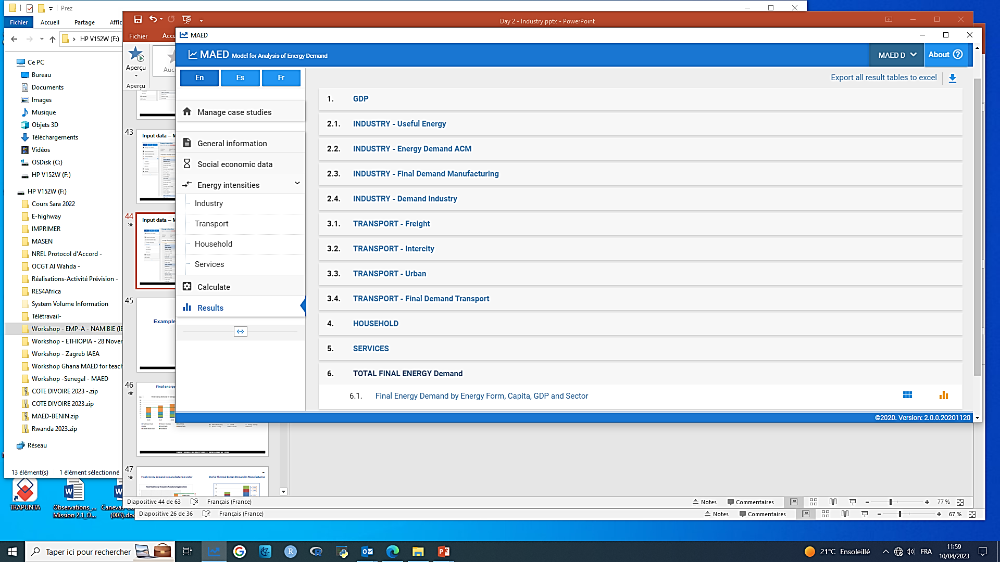 Prez
Fichier
Accueil
Partage
HP V152W (F:)
Ce PC
Bureau
Documents
Images
Musique
Objets 3D
Téléchargements
Vidéos
OSDisk (C:)
HP V152W (F:)
HP V152W (F:)
Cours Sara 2022
E-highway
IMPRIMER
MASEN
NREL Protocol d'Accord -
OCGT Al Wahda -
Réalisations-Activité Prévision -
RES4Africa
System Volume Information
Télétravail-
Workshop - EMP-A - NAMIBIE (IE
Workshop - ETHIOPIA - 28 Nover
Workshop - Zagreb IAEA
Workshop Ghana MAED for teach
Workshop -Senegal - MAED
COTE DIVOIRE 2023 -.zip
COTE DIVOIRE 2023.zip
MAED-BENIN.zip
Rwanda 2023.zip
Réseau
13 élément(s) 1 élément sélectionné
Day 2 - Industry.pptx - PowerPoint
Fichier
Aperçu
Aperçu
43
Input data –
44
Input data –
45
Example
46
Final energy
47
Final energy demand in manufacturing sector
Useful Thermal Energy Demand in Manufacturing
MAED
MAED Model for Analysis of Energy Demand
MAED D
About
En Es Fr
Manage case studies
General information
Social economic data
Energy intensities
Industry
Transport
Household
Services
Calculate
Results
Export all result tables to excel
1. GDP
2.1. INDUSTRY - Useful Energy
2.2. INDUSTRY - Energy Demand ACM
2.3. INDUSTRY - Final Demand Manufacturing
2.4. INDUSTRY - Demand Industry
3.1. TRANSPORT - Freight
3.2. TRANSPORT - Intercity
3.3. TRANSPORT - Urban
3.4. TRANSPORT - Final Demand Transport
4. HOUSEHOLD
5. SERVICES
6. TOTAL FINAL ENERGY Demand
6.1. Final Energy Demand by Energy Form, Capita, GDP and Sector
©2020. Version: 2.0.0.20201120
Diapositive 44 de 63 Français (France) Notes Commentaires 77 %
Diapositive 26 de 36 Français (France) Notes Commentaires 67 %
TRAPUNTA
Observations_...
Mission 2.1_O...
(003).doc
Taper ici pour rechercher
21°C Ensoleillé
FRA
11:59
10/04/2023